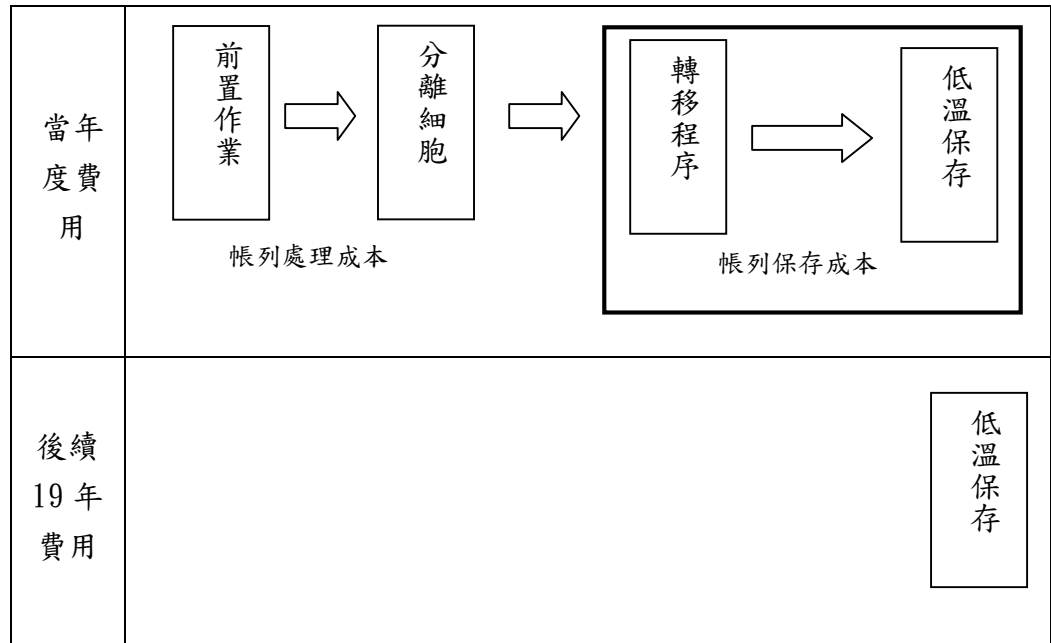 當年
度費
用
前置作業
分離細胞
轉移程序
低溫保存
帳列處理成本
帳列保存成本
後續
19 年
費用
低溫保存